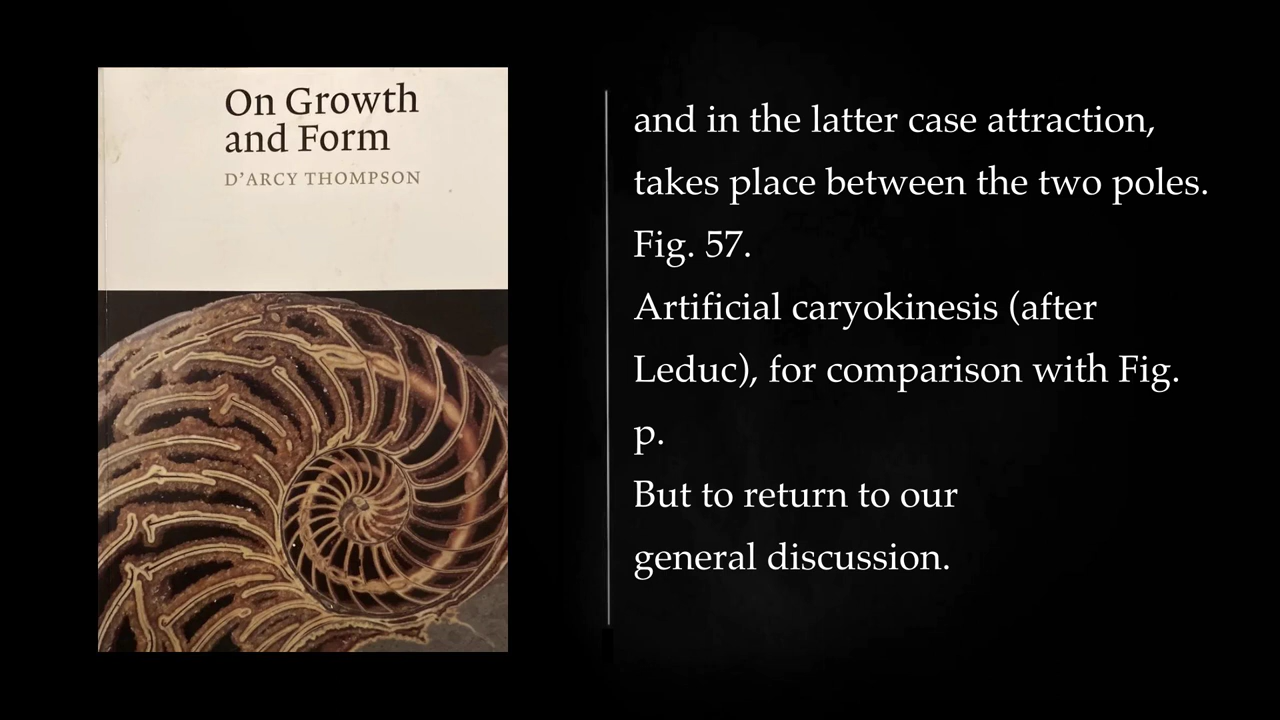 On Growth
and Form
D'ARCY THOMPSON
and in the latter case attraction,
takes place between the two poles.
Fig. 57.
Artificial caryokinesis (after
Leduc), for comparison with Fig.
p.
But to return to our
general discussion.